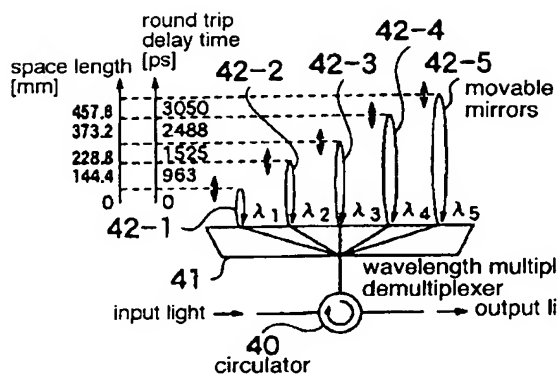 round trip
delay time
[ps]
space length
[mm]
42-4
42-2
42-3
42-5
movable
mirrors
457.8
3050
373.2
2488
228.8
1525
144.4
963
0
0
42-1
λ1
λ2
λ3
λ4
λ5
41
wavelength multipl
demultiplexer
input light
output li
40
circulator